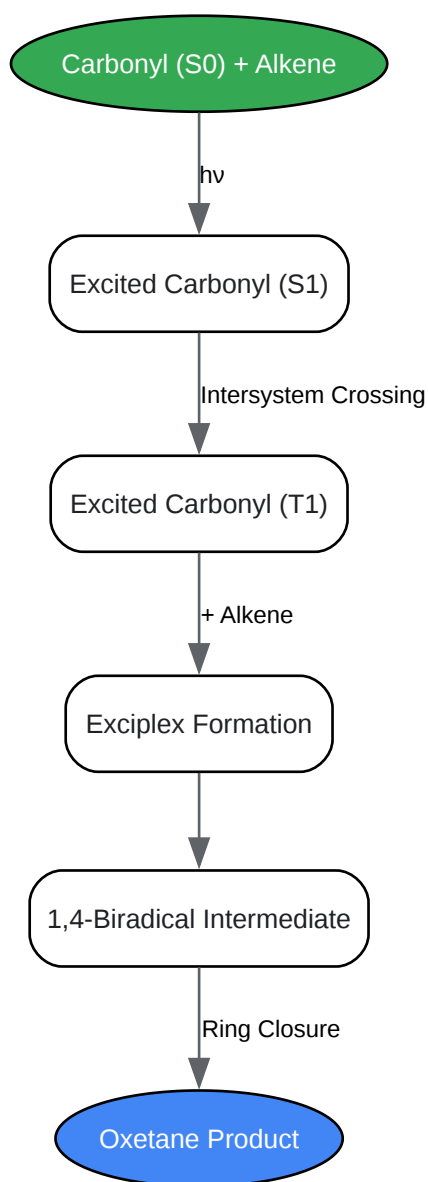 Carbonyl (S0) + Alkene
hν
Excited Carbonyl (S1)
Intersystem Crossing
Excited Carbonyl (T1)
+ Alkene
Exciplex Formation
1,4-Biradical Intermediate
Ring Closure
Oxetane Product